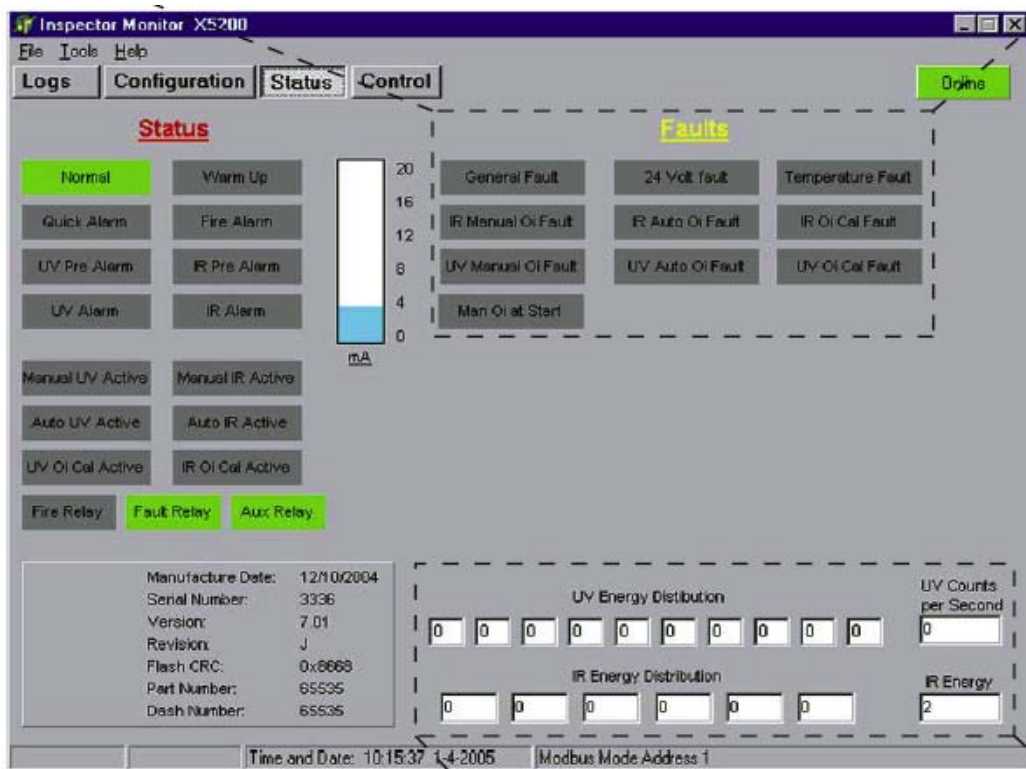 Inspector Monitor X5200
File Tools Help
Logs Configuration Status Control Online
Status
Normal Warm Up
Quick Alarm Fire Alarm
UV Pre Alarm IR Pre Alarm
UV Alarm IR Alarm
Manual UV Active Manual IR Active
Auto UV Active Auto IR Active
UV Oi Cal Active IR Oi Cal Active
Fire Relay Fault Relay Aux Relay
20
16
12
8
4
0
mA
Faults
General Fault 24 Volt fault Temperature Fault
IR Manual Oi Fault IR Auto Oi Fault IR Oi Cal Fault
UV Manual Oi Fault UV Auto Oi Fault UV Oi Cal Fault
Man Oi at Start
Manufacture Date: 12/10/2004
Serial Number: 3336
Version: 7.01
Revision: J
Flash CRC: 0x8668
Part Number: 65535
Dash Number: 65535
UV Energy Distibution
0 0 0 0 0 0 0 0 0 0
UV Counts
per Second
0
IR Energy Distribution
0 0 0 0 0 0
IR Energy
2
Time and Date: 10:15:37 1-4-2005 Modbus Mode Address 1